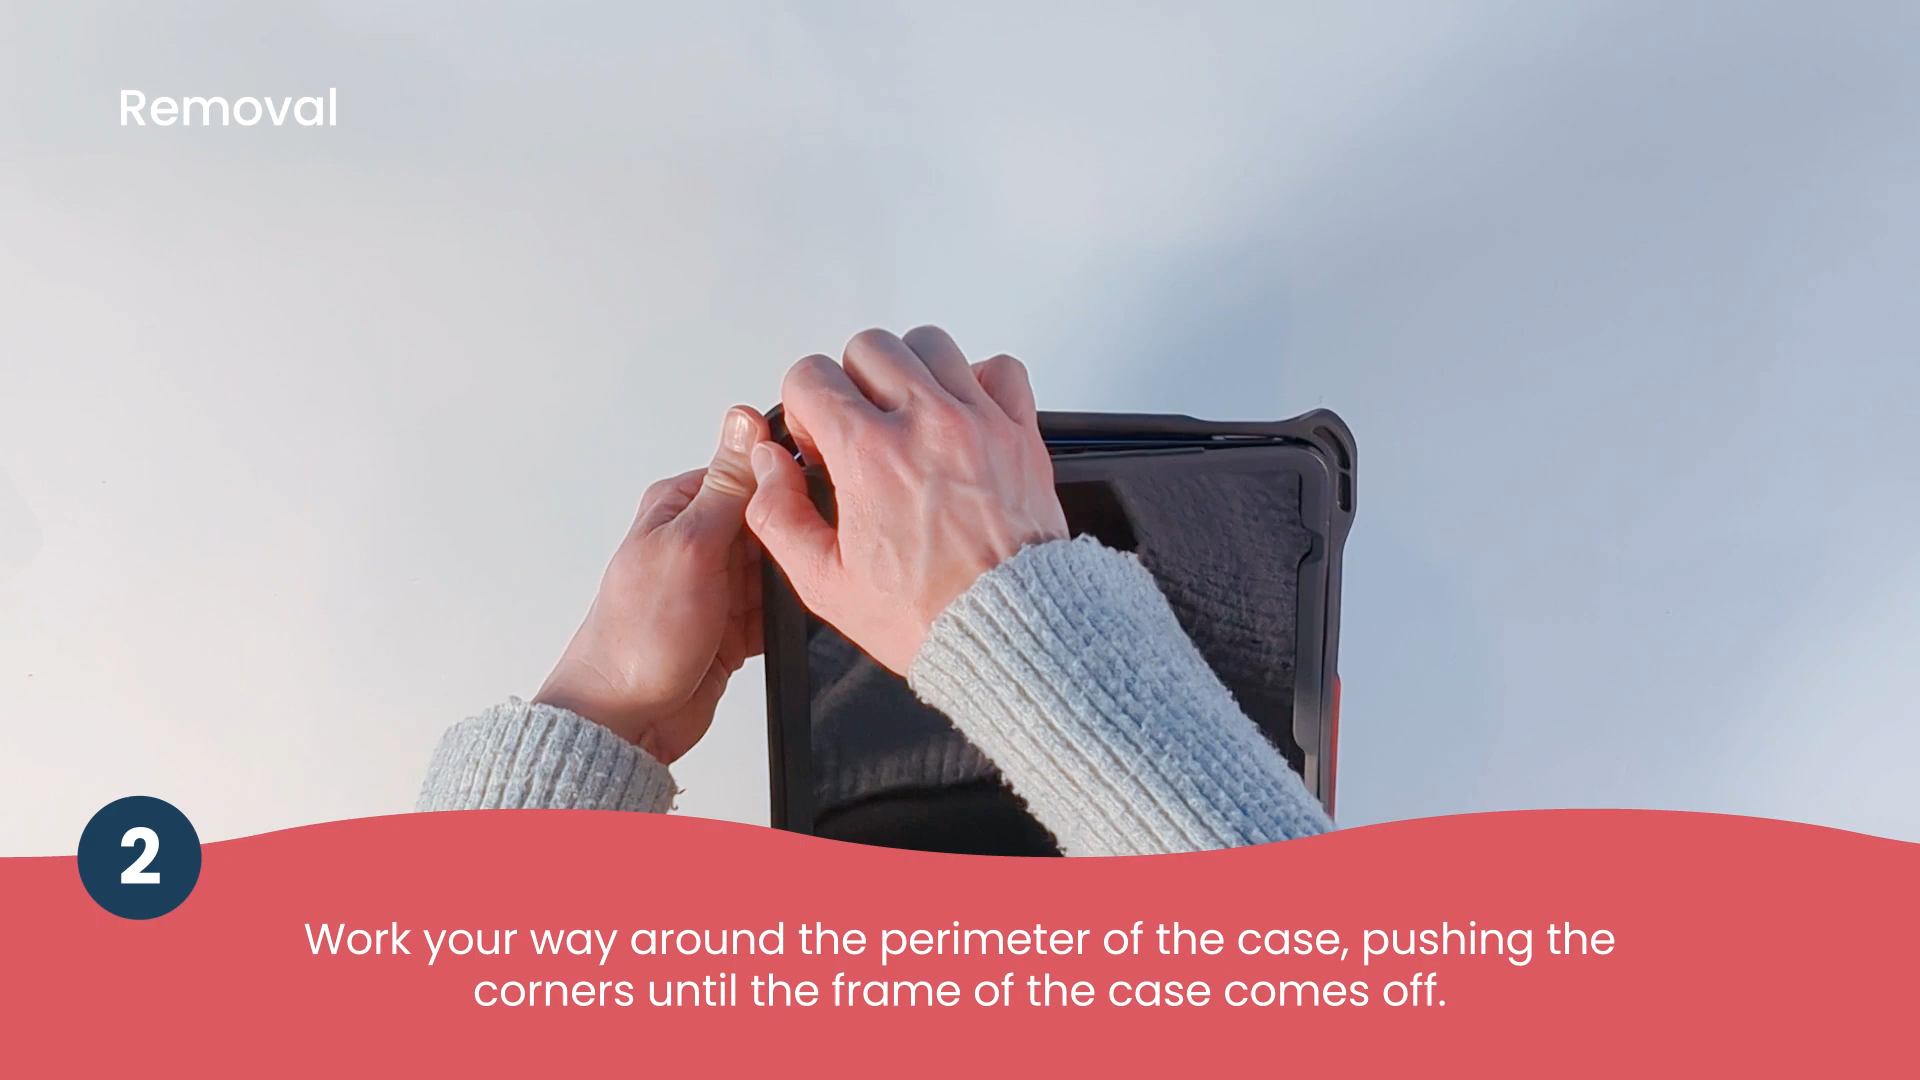 Removal
2
Work your way around the perimeter of the case, pushing the
corners until the frame of the case comes off.